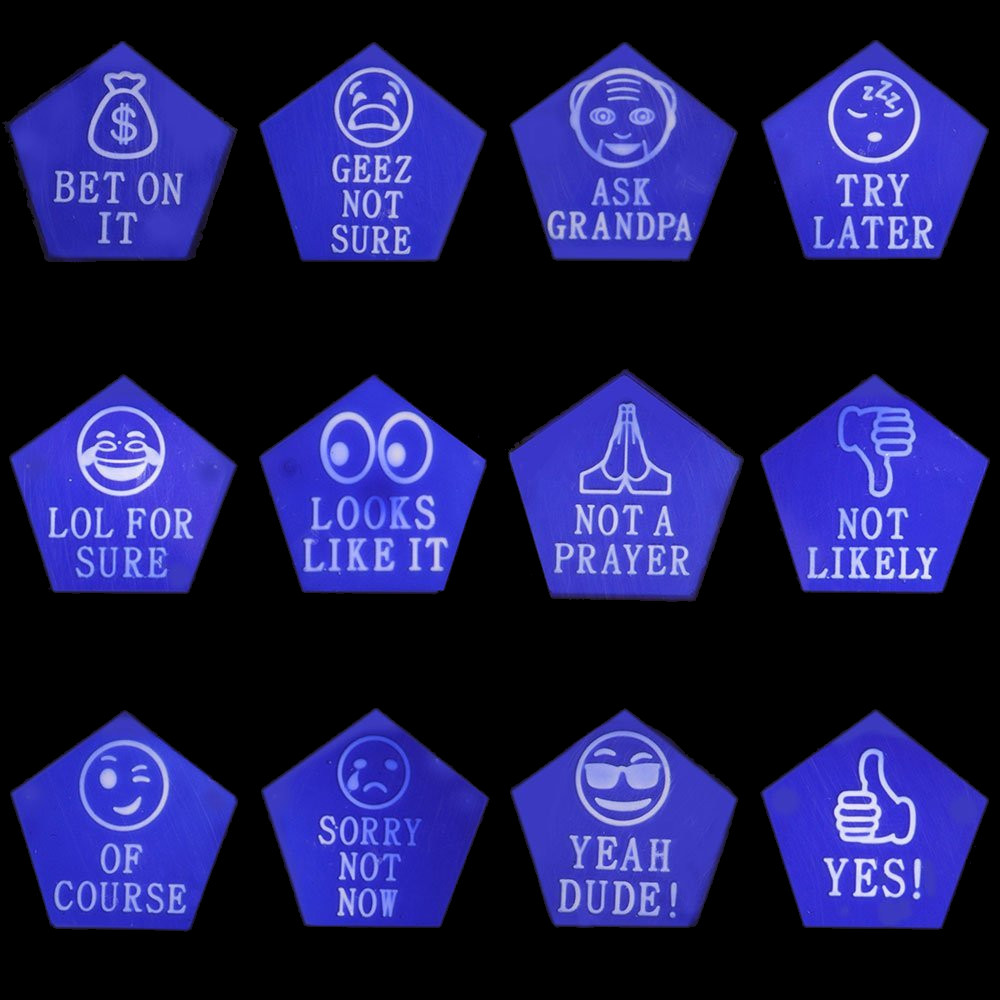 $
BET ON
IT
GEEZ
NOT
SURE
ASK
GRANDPA
zzz
TRY
LATER
LOL FOR
SURE
LOOKS
LIKE IT
NOT A
PRAYER
NOT
LIKELY
OF
COURSE
SORRY
NOT
NOW
YEAH
DUDE!
YES!